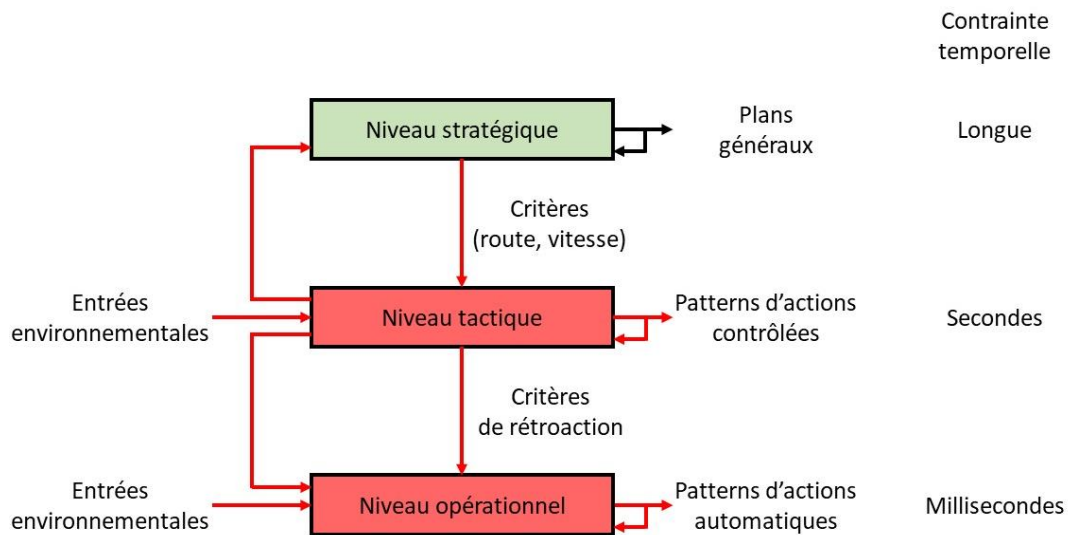 Contrainte
temporelle
Niveau stratégique
Plans
généraux
Longue
Critères
(route, vitesse)
Entrées
environnementales
Niveau tactique
Patterns d’actions
contrôlées
Secondes
Critères
de rétroaction
Entrées
environnementales
Niveau opérationnel
Patterns d’actions
automatiques
Millisecondes